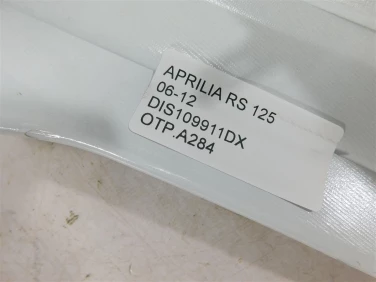 APRILIA RS 125
06-12
DIS109911DX
OTP.A284